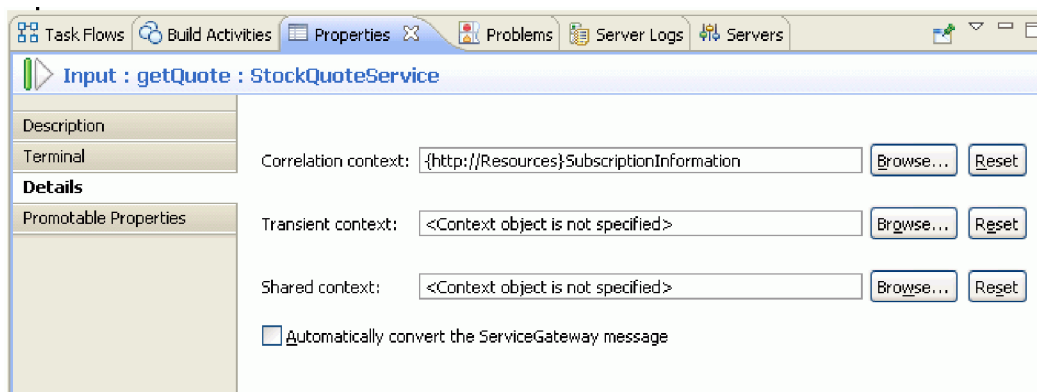 Task Flows Build Activities Properties Problems Server Logs Servers
Input : getQuote : StockQuoteService
Description
Terminal
Details
Promotable Properties
Correlation context: {http://Resources}SubscriptionInformation Browse... Reset
Transient context: <Context object is not specified> Browse... Reset
Shared context: <Context object is not specified> Browse... Reset
Automatically convert the ServiceGateway message